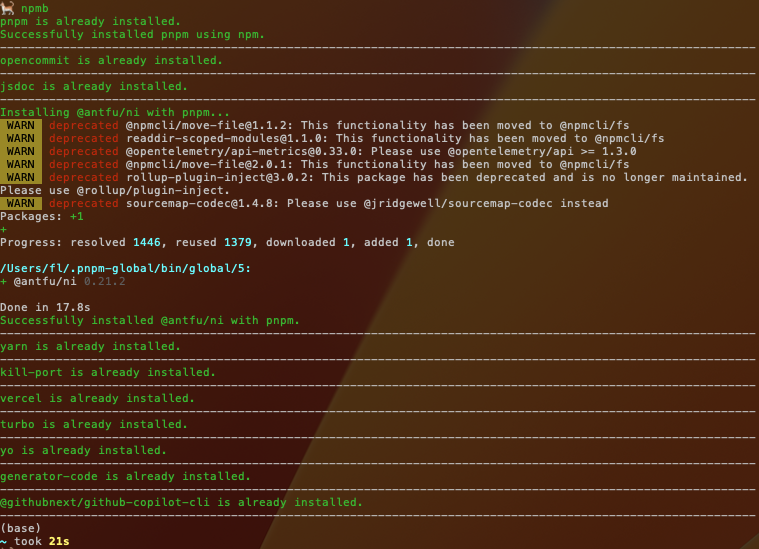 npmb
pnpm is already installed.
Successfully installed pnpm using npm.
opencommit is already installed.
jsdoc is already installed.
Installing @antfu/ni with pnpm...
WARN deprecated @npmcli/move-file@1.1.2: This functionality has been moved to @npmcli/fs
WARN deprecated readdir-scoped-modules@1.1.0: This functionality has been moved to @npmcli/fs
WARN deprecated @opentelemetry/api-metrics@0.33.0: Please use @opentelemetry/api >= 1.3.0
WARN deprecated @npmcli/move-file@2.0.1: This functionality has been moved to @npmcli/fs
WARN deprecated rollup-plugin-inject@3.0.2: This package has been deprecated and is no longer maintained.
Please use @rollup/plugin-inject.
WARN deprecated sourcemap-codec@1.4.8: Please use @jridgewell/sourcemap-codec instead
Packages: +1
+
Progress: resolved 1446, reused 1379, downloaded 1, added 1, done
/Users/fl/.pnpm-global/bin/global/5:
+ @antfu/ni 0.21.2
Done in 17.8s
Successfully installed @antfu/ni with pnpm.
yarn is already installed.
kill-port is already installed.
vercel is already installed.
turbo is already installed.
yo is already installed.
generator-code is already installed.
@githubnext/github-copilot-cli is already installed.
(base)
~ took 21s